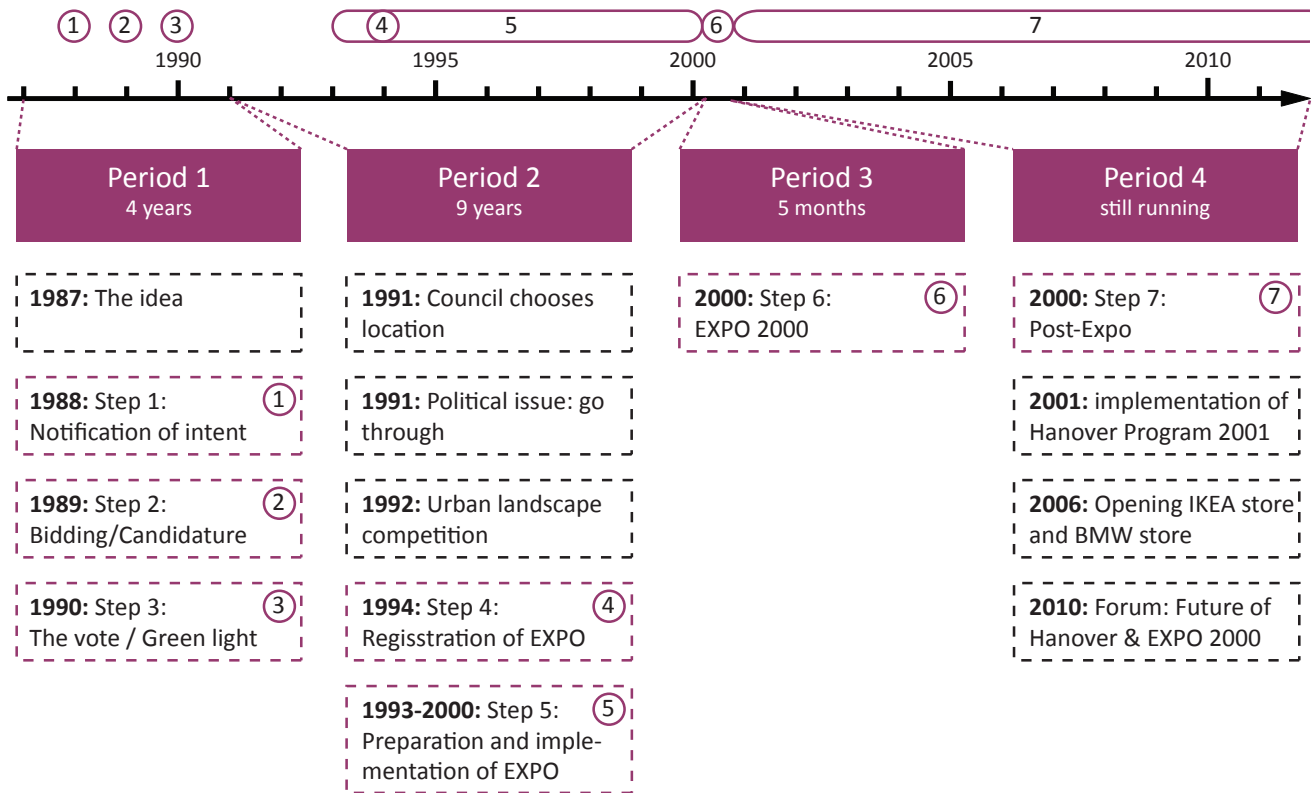 1 2 3 4 5 6 7
1990 1995 2000 2005 2010
Period 1
4 years
Period 2
9 years
Period 3
5 months
Period 4
still running
1987: The idea
1988: Step 1:
Notification of intent
1
1989: Step 2:
Bidding/Candidature
2
1990: Step 3:
The vote / Green light
3
1991: Council chooses
location
1991: Political issue: go
through
1992: Urban landscape
competition
1994: Step 4:
Regisstration of EXPO
4
1993-2000: Step 5:
Preparation and imple-
mentation of EXPO
5
2000: Step 6:
EXPO 2000
6
2000: Step 7:
Post-Expo
7
2001: implementation of
Hanover Program 2001
2006: Opening IKEA store
and BMW store
2010: Forum: Future of
Hanover & EXPO 2000